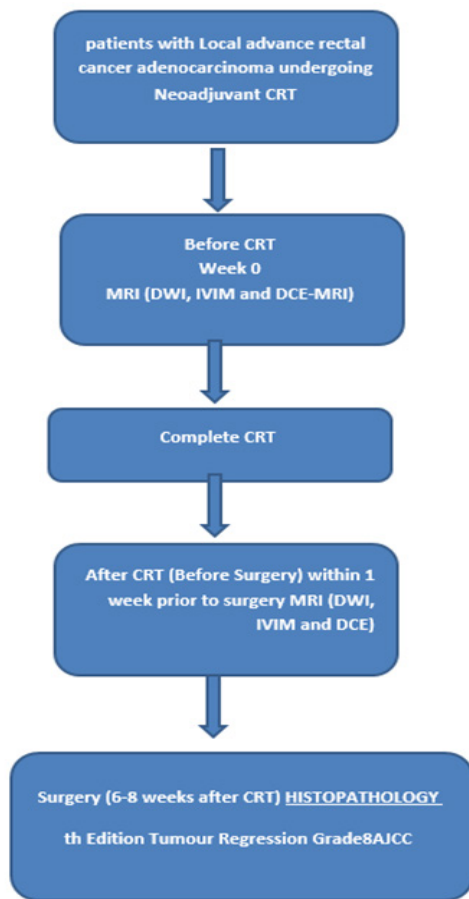 patients with Local advance rectal
cancer adenocarcinoma undergoing
Neoadjuvant CRT
Before CRT
Week 0
MRI (DWI, IVIM and DCE-MRI)
Complete CRT
After CRT (Before Surgery) within 1
week prior to surgery MRI (DWI,
IVIM and DCE)
Surgery (6-8 weeks after CRT) HISTOPATHOLOGY
th Edition Tumour Regression Grade8AJCC